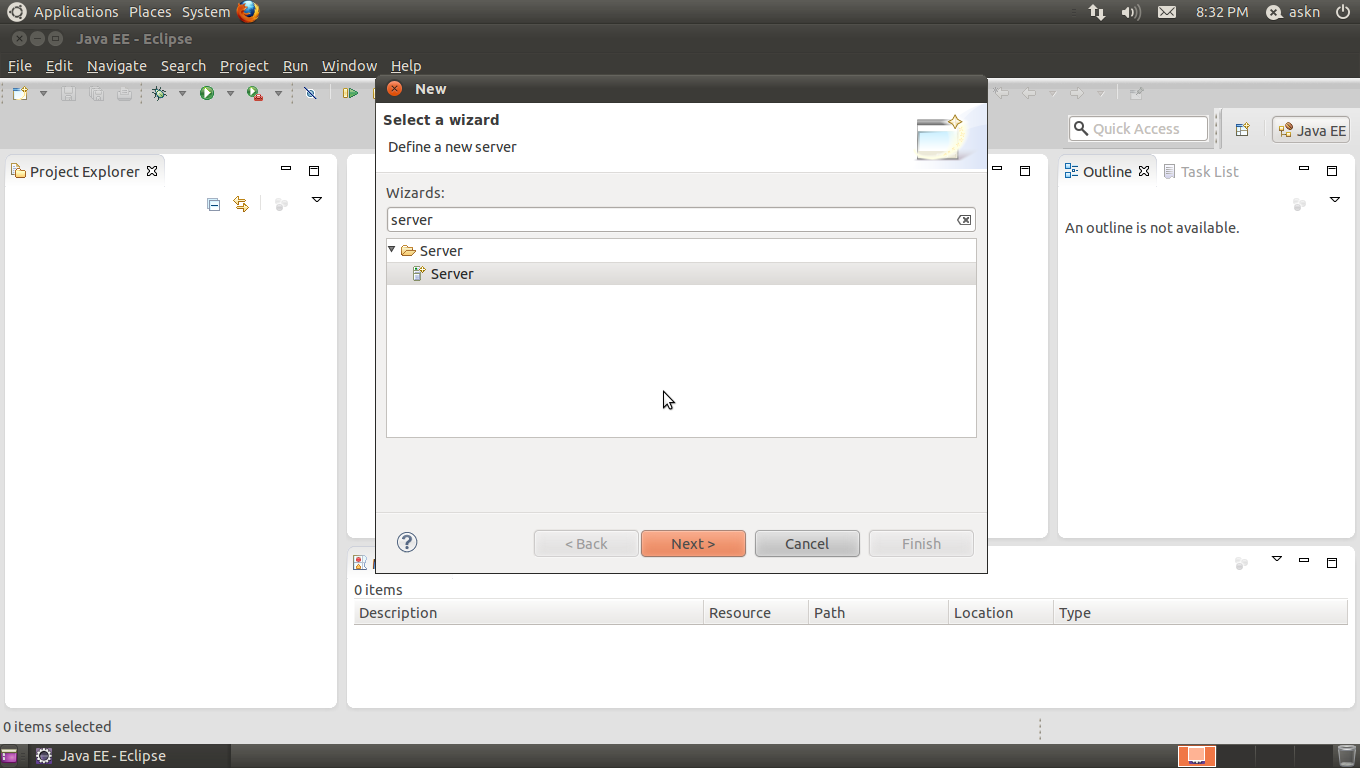 Applications Places System 8:32 PM askn
Java EE - Eclipse
File Edit Navigate Search Project Run Window Help
New
Select a wizard
Define a new server
Quick Access
Java EE
Project Explorer
Outline Task List
Wizards:
server
An outline is not available.
Server
Server
? < Back Next > Cancel Finish
0 items
Description Resource Path Location Type
0 items selected
Java EE - Eclipse